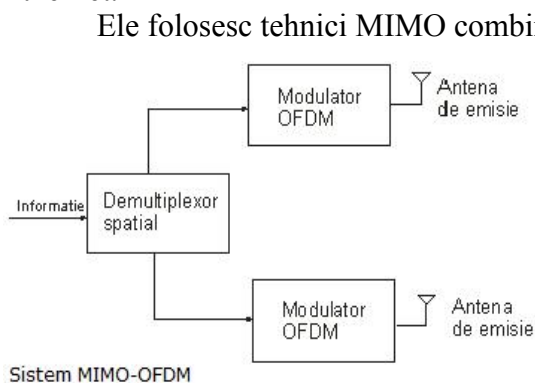 Ele folosesc tehnici MIMO
Modulator
OFDM
Antena
de emisie
Informatie
Demultiplexor
spatial
Modulator
OFDM
Antena
de emisie
Sistem MIMO-OFDM